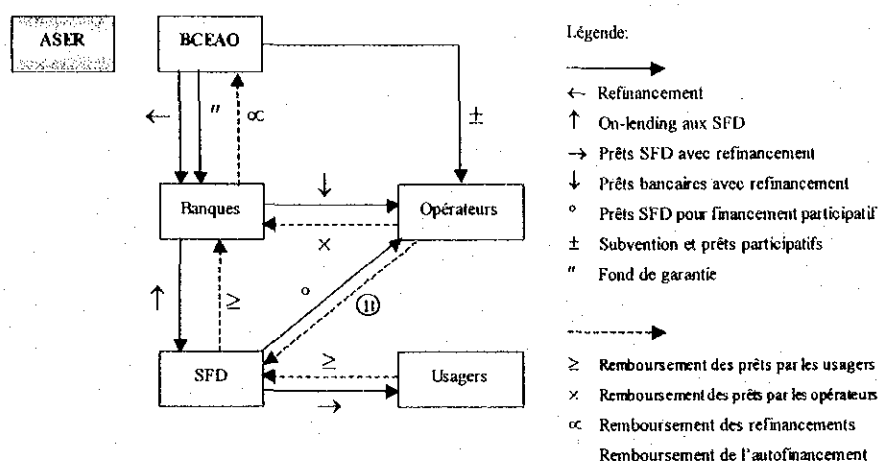 ASER
BCEAO
← " ∝ ±
Banques
↓
Opérateurs
×
↑ ≥ ° ⑪
SFD
≥
Usagers
→
Légende:
← Refinancement
↑ On-lending aux SFD
→ Prêts SFD avec refinancement
↓ Prêts bancaires avec refinancement
° Prêts SFD pour financement participatif
± Subvention et prêts participatifs
" Fond de garantie
≥ Remboursement des prêts par les usagers
× Remboursement des prêts par les opérateurs
∝ Remboursement des refinancements
Remboursement de l'autofinancement